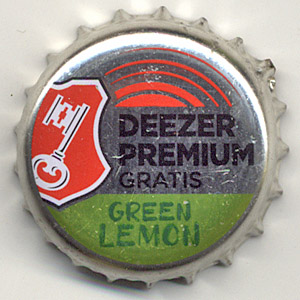 DEEZER
PREMIUM
GRATIS
GREEN
LEMON